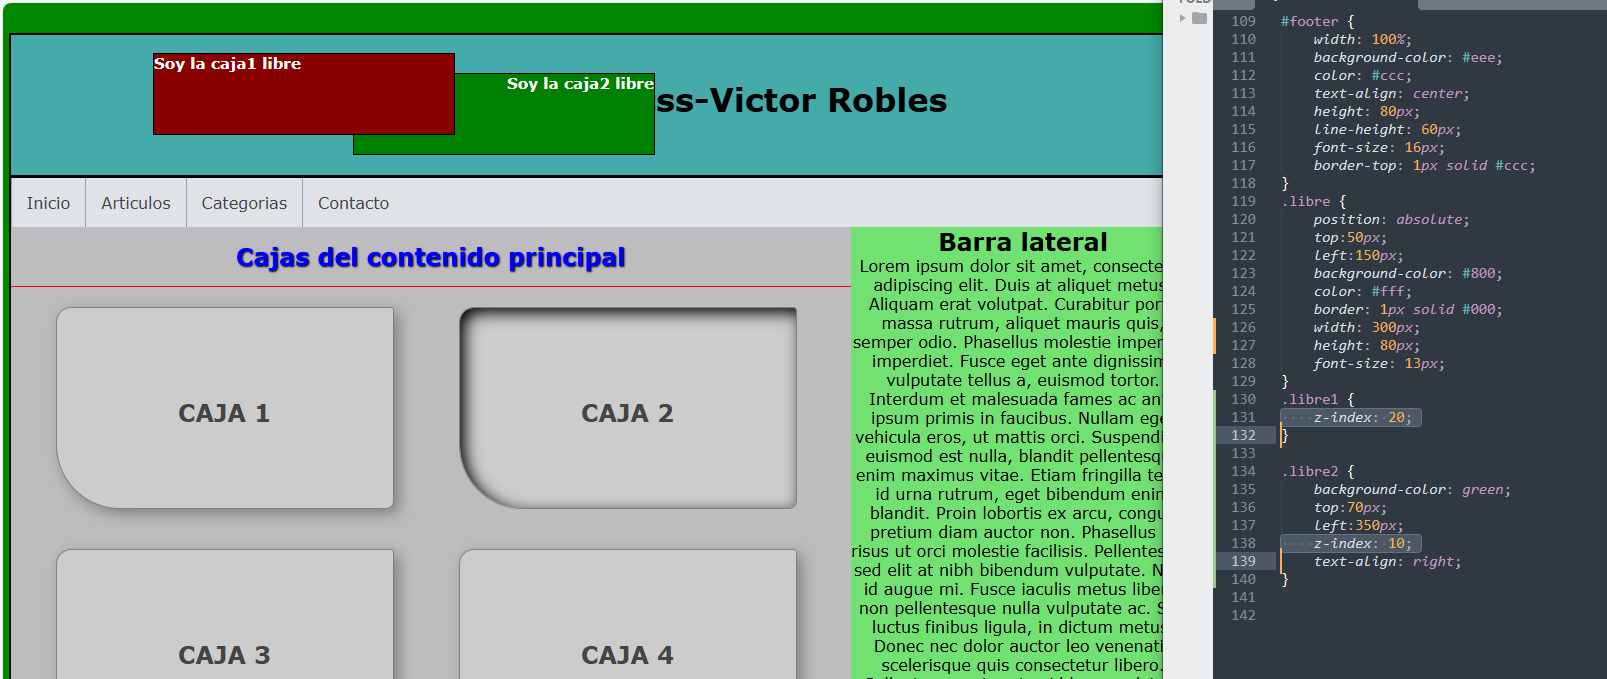 Soy la caja1 libre
Soy la caja2 libre
ss-Victor Robles
Inicio
Articulos
Categorias
Contacto
Cajas del contenido principal
CAJA 1
CAJA 2
CAJA 3
CAJA 4
Barra lateral
Lorem ipsum dolor sit amet, consecte
adipiscing elit. Duis at aliquet metus
Aliquam erat volutpat. Curabitur por
massa rutrum, aliquet mauris quis,
semper odio. Phasellus molestie imper
imperdiet. Fusce eget ante dignissim
vulputate tellus a, euismod tortor.
Interdum et malesuada fames ac an
ipsum primis in faucibus. Nullam ege
vehicula eros, ut mattis orci. Suspendi
euismod est nulla, blandit pellentesq
enim maximus vitae. Etiam fringilla te
id urna rutrum, eget bibendum enim
blandit. Proin lobortis ex arcu, congu
pretium diam auctor non. Phasellus
risus ut orci molestie facilisis. Pellentes
sed elit at nibh bibendum vulputate. N
id augue mi. Fusce iaculis metus liber
non pellentesque nulla vulputate ac. S
luctus finibus ligula, in dictum metus
Donec nec dolor auctor leo venenati
scelerisque quis consectetur libero.
109 #footer {
110 width: 100%;
111 background-color: #eee;
112 color: #ccc;
113 text-align: center;
114 height: 80px;
115 line-height: 60px;
116 font-size: 16px;
117 border-top: 1px solid #ccc;
118 }
119 .libre {
120 position: absolute;
121 top:50px;
122 left:150px;
123 background-color: #800;
124 color: #fff;
125 border: 1px solid #000;
126 width: 300px;
127 height: 80px;
128 font-size: 13px;
129 }
130 .libre1 {
131 z-index: 20;
132 }
133
134 .libre2 {
135 background-color: green;
136 top:70px;
137 left:350px;
138 z-index: 10;
139 text-align: right;
140 }
141
142